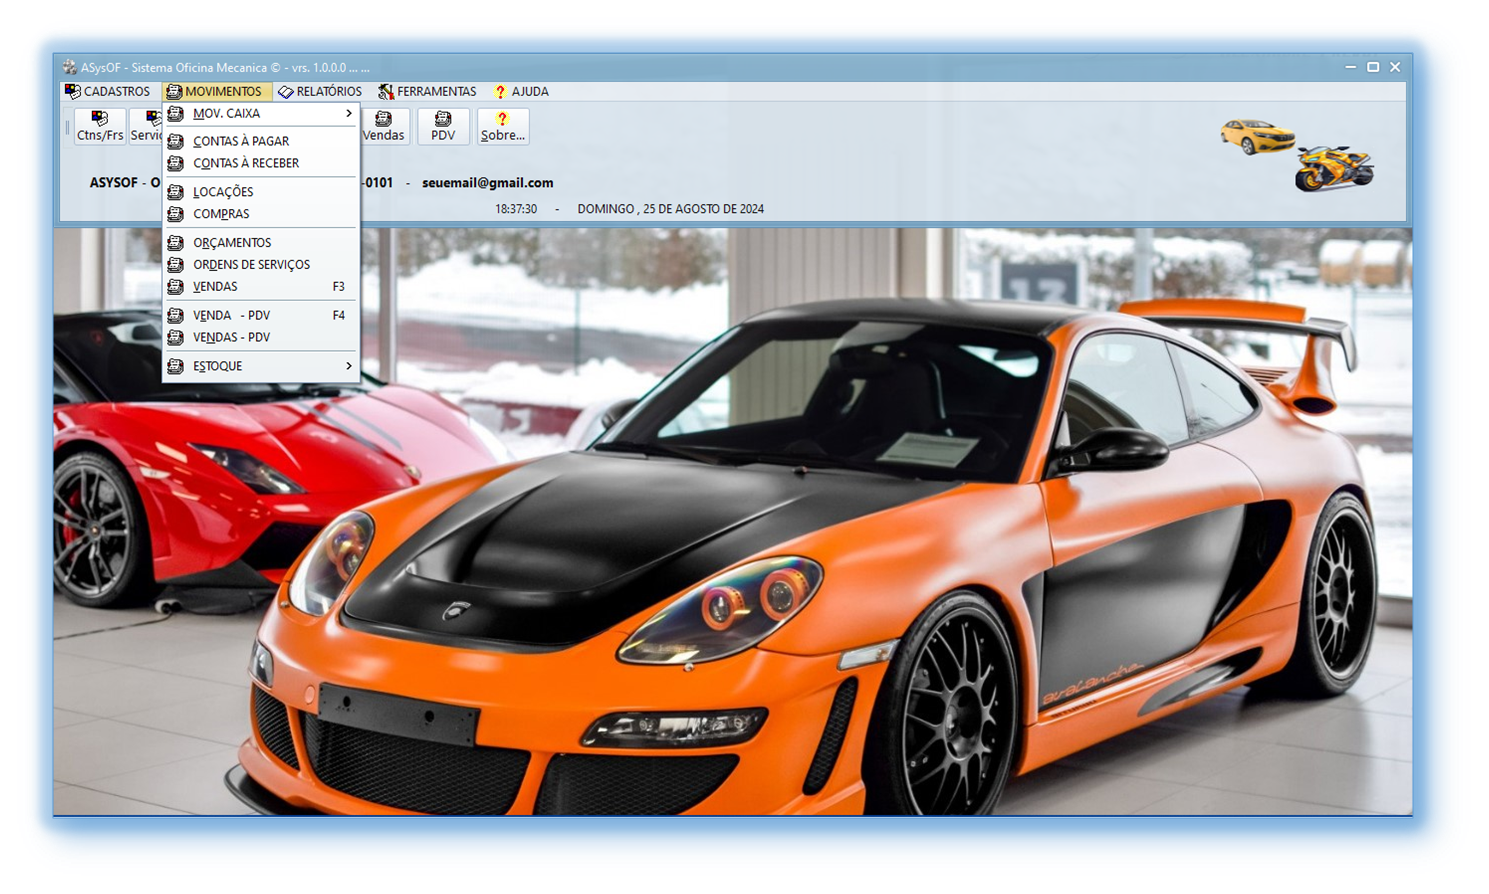 ASysOF - Sistema Oficina Mecanica © - vrs. 1.0.0.0 ... ...
CADASTROS MOVIMENTOS RELATÓRIOS FERRAMENTAS ? AJUDA
MOV. CAIXA
Ctns/Frs Servic Vendas PDV Sobre...
CONTAS À PAGAR
CONTAS À RECEBER
ASYSOF - O -0101 - seuemail@gmail.com
LOCAÇÕES
18:37:30 - DOMINGO , 25 DE AGOSTO DE 2024
COMPRAS
ORÇAMENTOS
ORDENS DE SERVIÇOS
VENDAS F3
VENDA - PDV F4
VENDAS - PDV
ESTOQUE
13
avalanche